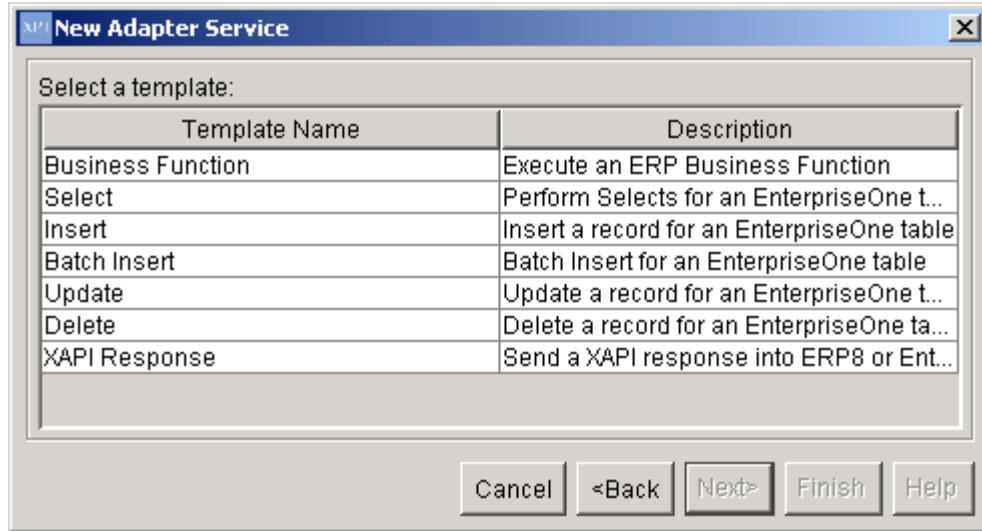 XPI New Adapter Service
Select a template:
Template Name Description
Business Function Execute an ERP Business Function
Select Perform Selects for an EnterpriseOne t...
Insert Insert a record for an EnterpriseOne table
Batch Insert Batch Insert for an EnterpriseOne table
Update Update a record for an EnterpriseOne t...
Delete Delete a record for an EnterpriseOne ta...
XAPI Response Send a XAPI response into ERP8 or Ent...
Cancel <Back Next> Finish Help